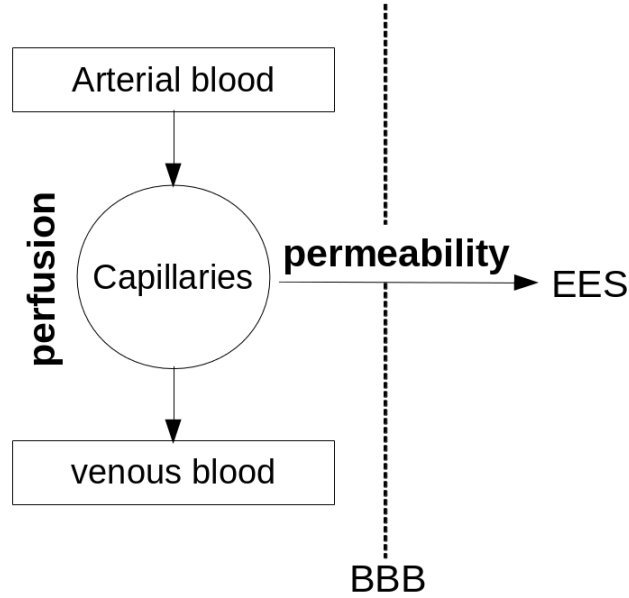 Arterial blood
perfusion
Capillaries
permeability
EES
venous blood
BBB